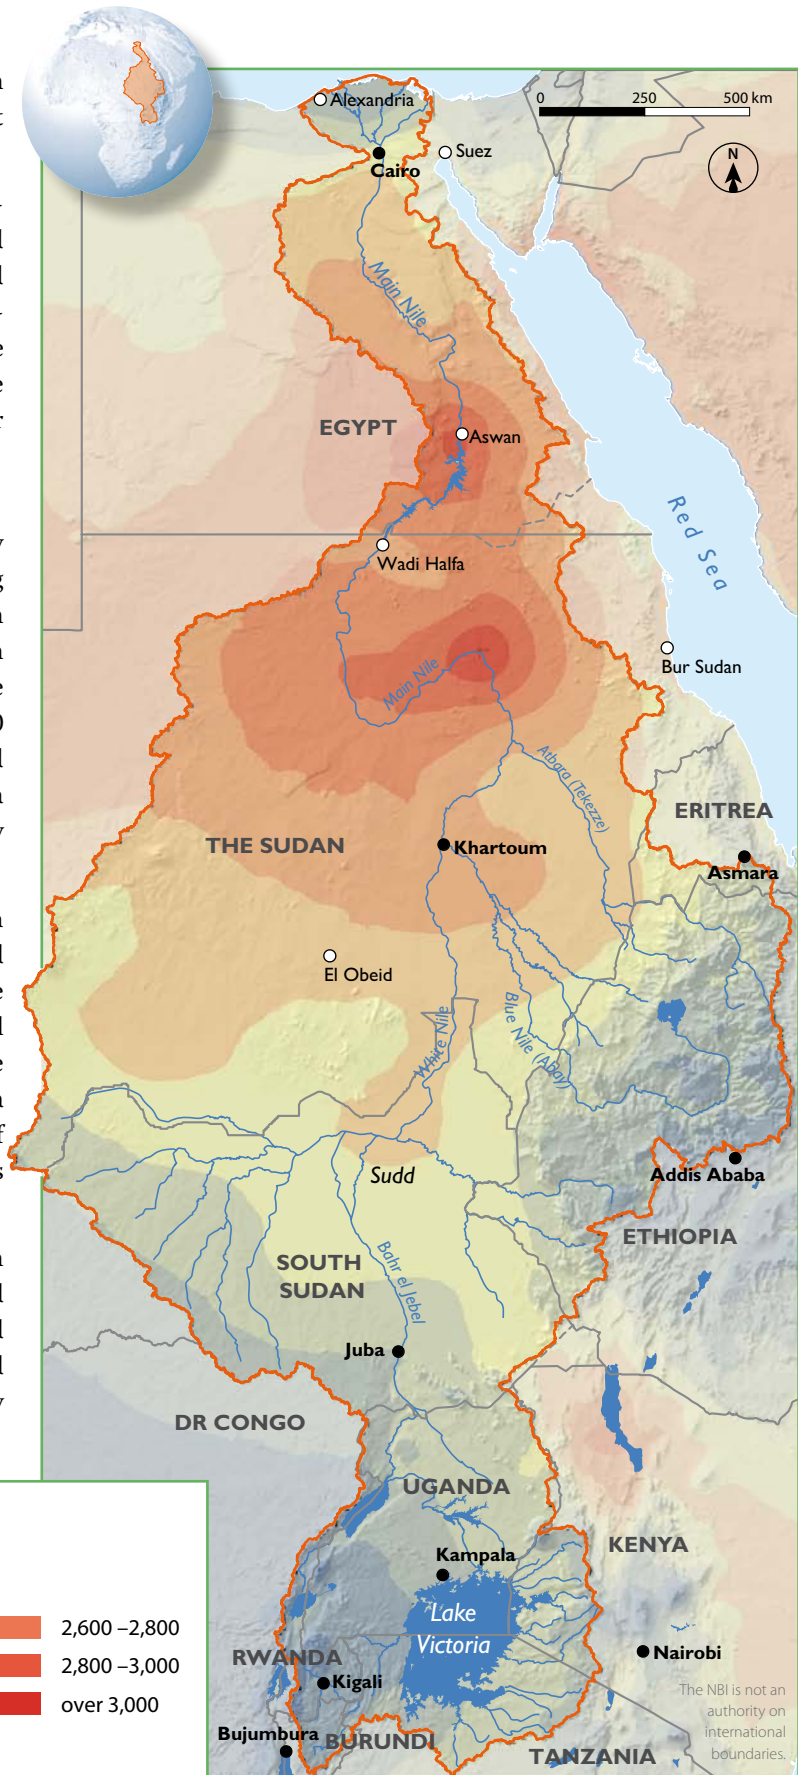 Alexandria
0 250 500 km
Suez
N
Cairo
Main Nile
EGYPT
Aswan
Red Sea
Wadi Halfa
Bur Sudan
Main Nile
Atbara (Tekezze)
ERITREA
THE SUDAN
Khartoum
Asmara
El Obeid
White Nile
Blue Nile (Abay)
Sudd
Addis Ababa
ETHIOPIA
SOUTH
SUDAN
Bahr el Jebel
Juba
DR CONGO
UGANDA
KENYA
Kampala
Lake
Victoria
2,600 –2,800
2,800 –3,000
over 3,000
RWANDA
Kigali
Nairobi
The NBI is not an
authority on
international
boundaries.
Bujumbura
BURUNDI
TANZANIA